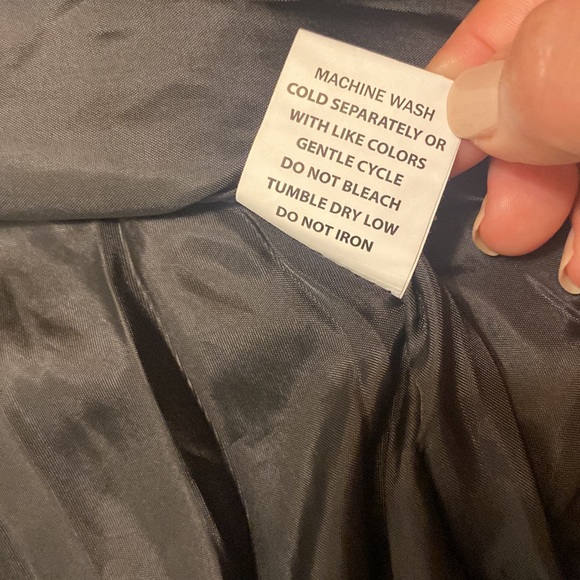 MACHINE WASH
COLD SEPARATELY OR
WITH LIKE COLORS
GENTLE CYCLE
DO NOT BLEACH
TUMBLE DRY LOW
DO NOT IRON